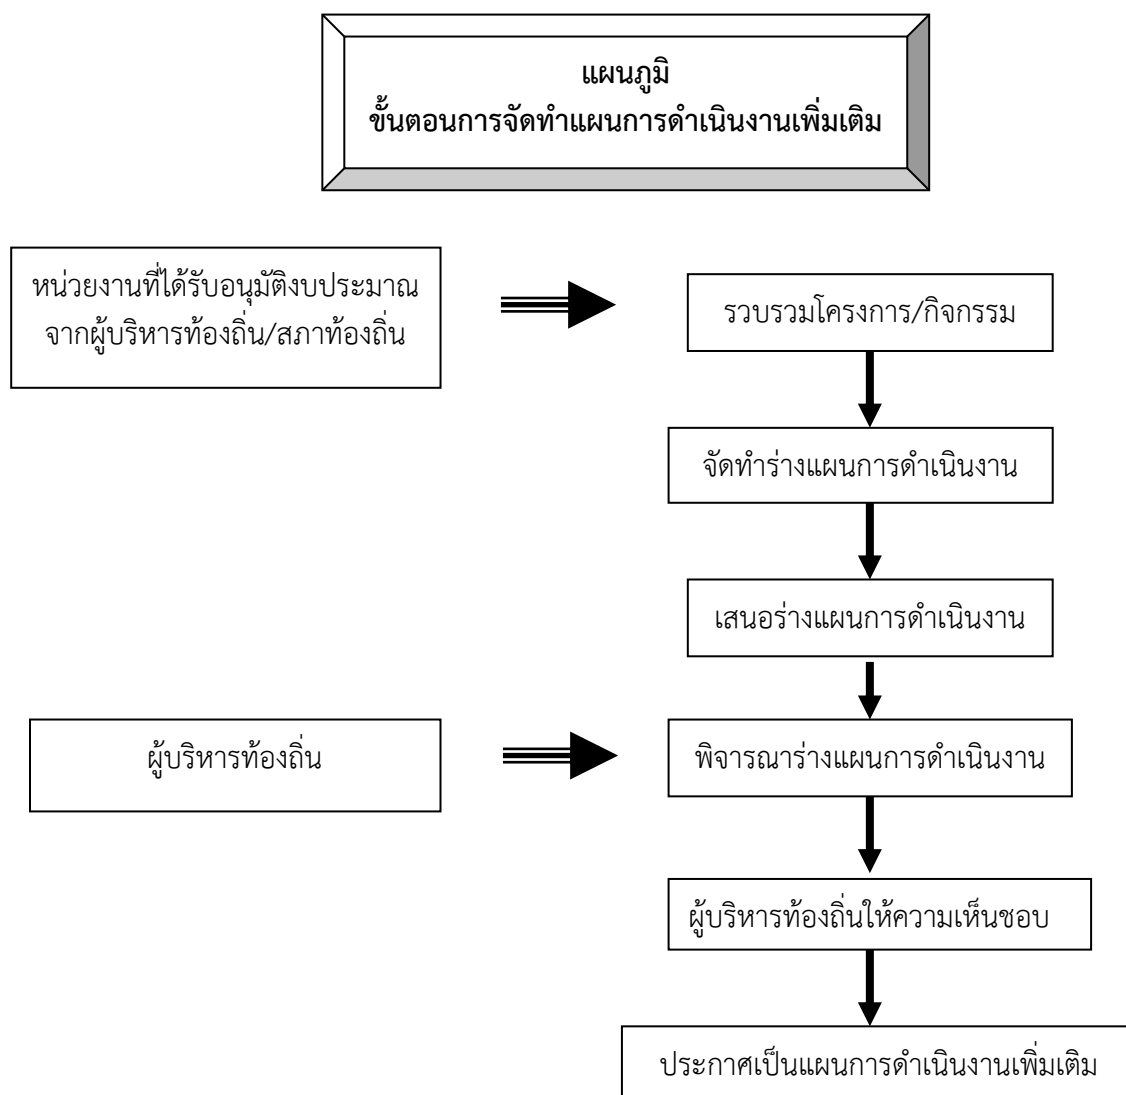 แผนภูมิ
ขั้นตอนการจัดทำแผนการดำเนินงานเพิ่มเติม
หน่วยงานที่ได้รับอนุมัติงบประมาณ
จากผู้บริหารท้องถิ่น/สภาท้องถิ่น
รวบรวมโครงการ/กิจกรรม
จัดทำร่างแผนการดำเนินงาน
เสนอร่างแผนการดำเนินงาน
ผู้บริหารท้องถิ่น
พิจารณาร่างแผนการดำเนินงาน
ผู้บริหารท้องถิ่นให้ความเห็นชอบ
ประกาศเป็นแผนการดำเนินงานเพิ่มเติม